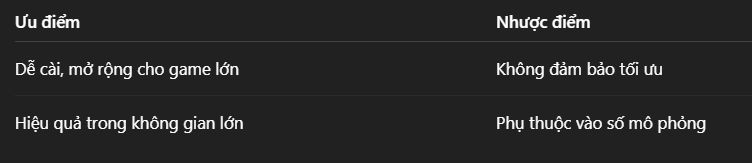 Ưu điểm Nhược điểm
Dễ cài, mở rộng cho game lớn Không đảm bảo tối ưu
Hiệu quả trong không gian lớn Phụ thuộc vào số mô phỏng